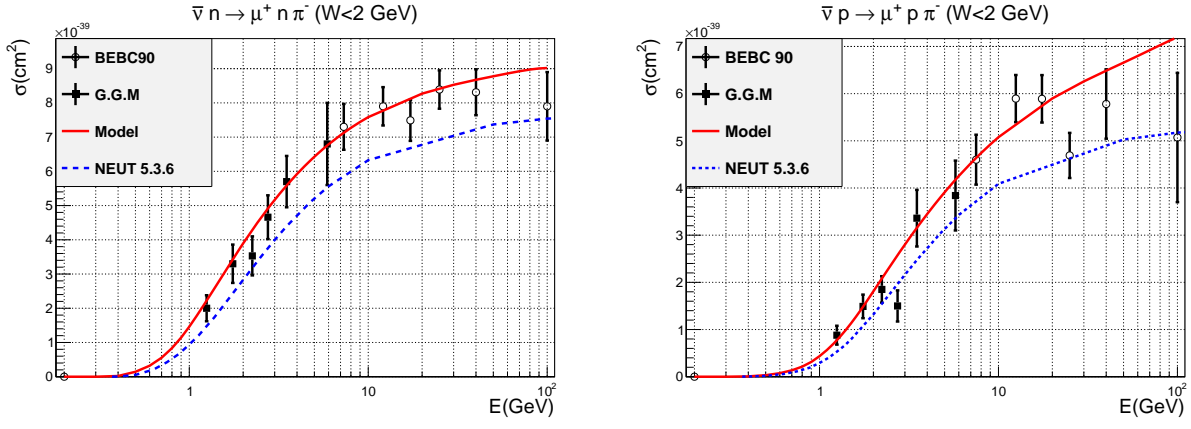 ν̄ n → μ⁺ n π⁻ (W<2 GeV)
×10⁻³⁹
σ(cm²)
BEBC90
G.G.M
Model
NEUT 5.3.6
9
8
7
6
5
4
3
2
1
0
1 10 10²
E(GeV)
ν̄ p → μ⁺ p π⁻ (W<2 GeV)
×10⁻³⁹
σ(cm²)
BEBC 90
G.G.M
Model
NEUT 5.3.6
7
6
5
4
3
2
1
0
1 10 10²
E(GeV)